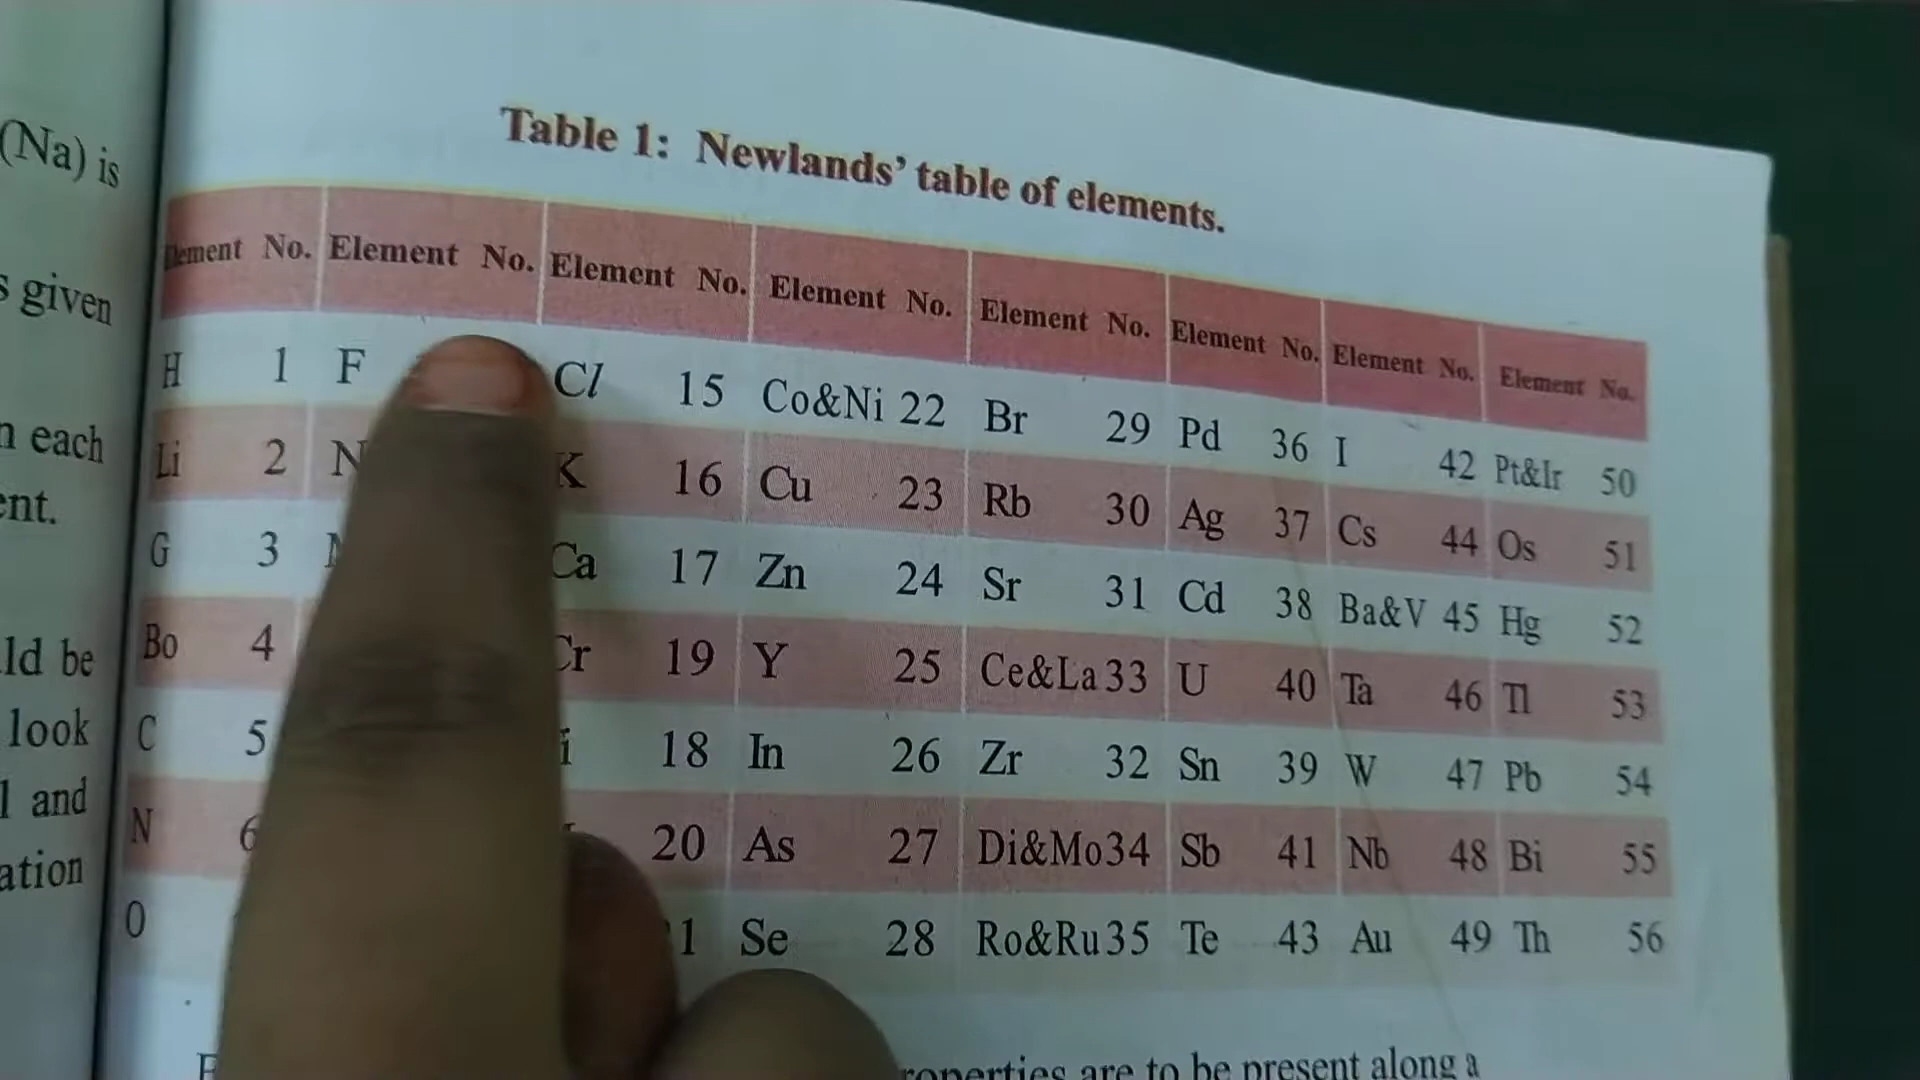 (Na) is
s given
n each
ent.
ld be
look
l and
ation
Table 1: Newlands' table of elements.
Element No. Element No. Element No. Element No. Element No. Element No. Element No. Element No.
H 1 F Cl 15 Co&Ni 22 Br 29 Pd 36 I 42 Pt&Ir 50
Li 2 N K 16 Cu 23 Rb 30 Ag 37 Cs 44 Os 51
G 3 Ca 17 Zn 24 Sr 31 Cd 38 Ba&V 45 Hg 52
Bo 4 Cr 19 Y 25 Ce&La 33 U 40 Ta 46 Tl 53
C 5 i 18 In 26 Zr 32 Sn 39 W 47 Pb 54
N 6 20 As 27 Di&Mo 34 Sb 41 Nb 48 Bi 55
O 1 Se 28 Ro&Ru 35 Te 43 Au 49 Th 56
roperties are to be present along a